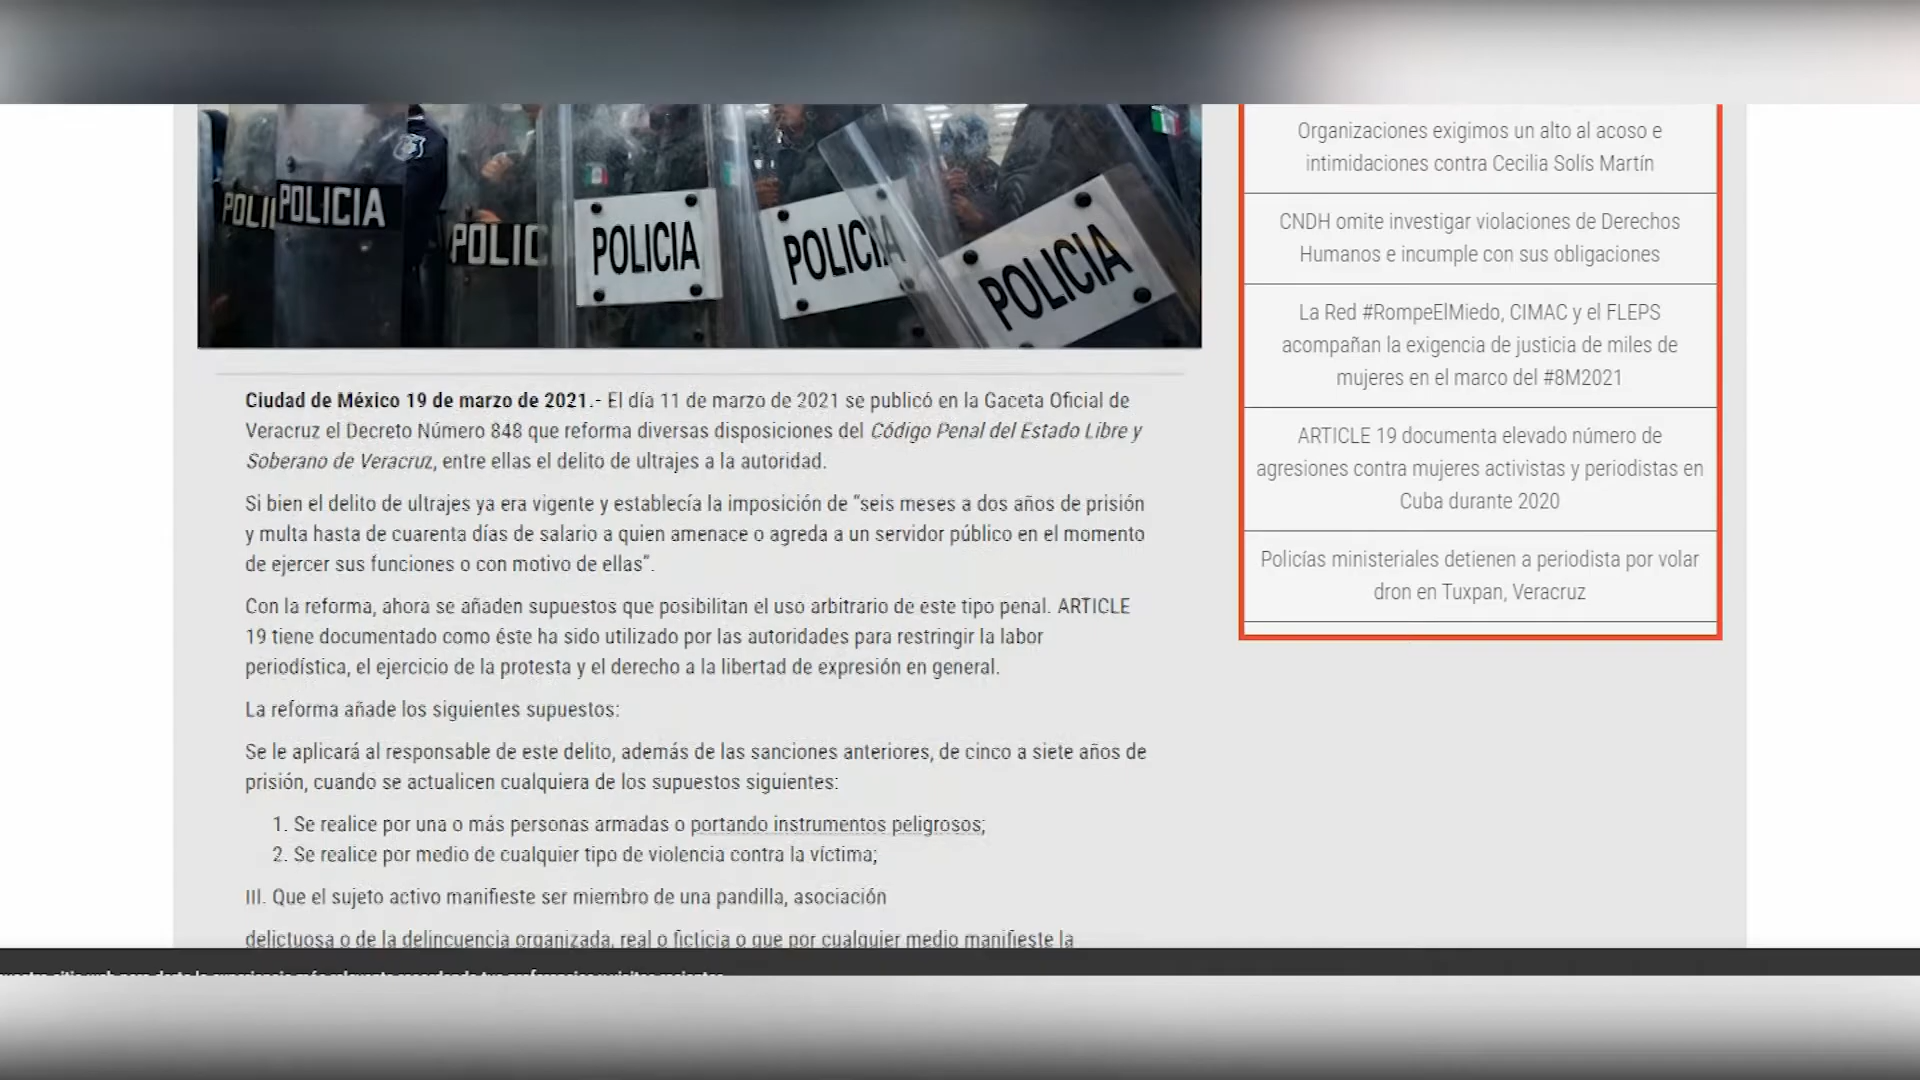 POLICIA
POLICIA
POLICIA
POLICIA
Ciudad de México 19 de marzo de 2021.- El día 11 de marzo de 2021 se publicó en la Gaceta Oficial de
Veracruz el Decreto Número 848 que reforma diversas disposiciones del Código Penal del Estado Libre y
Soberano de Veracruz, entre ellas el delito de ultrajes a la autoridad.
Si bien el delito de ultrajes ya era vigente y establecía la imposición de “seis meses a dos años de prisión
y multa hasta de cuarenta días de salario a quien amenace o agreda a un servidor público en el momento
de ejercer sus funciones o con motivo de ellas”.
Con la reforma, ahora se añaden supuestos que posibilitan el uso arbitrario de este tipo penal. ARTICLE
19 tiene documentado como éste ha sido utilizado por las autoridades para restringir la labor
periodística, el ejercicio de la protesta y el derecho a la libertad de expresión en general.
La reforma añade los siguientes supuestos:
Se le aplicará al responsable de este delito, además de las sanciones anteriores, de cinco a siete años de
prisión, cuando se actualicen cualquiera de los supuestos siguientes:
1. Se realice por una o más personas armadas o portando instrumentos peligrosos;
2. Se realice por medio de cualquier tipo de violencia contra la víctima;
III. Que el sujeto activo manifieste ser miembro de una pandilla, asociación
delictuosa o de la delincuencia organizada, real o ficticia o que por cualquier medio manifieste la
Organizaciones exigimos un alto al acoso e
intimidaciones contra Cecilia Solís Martín
CNDH omite investigar violaciones de Derechos
Humanos e incumple con sus obligaciones
La Red #RompeElMiedo, CIMAC y el FLEPS
acompañan la exigencia de justicia de miles de
mujeres en el marco del #8M2021
ARTICLE 19 documenta elevado número de
agresiones contra mujeres activistas y periodistas en
Cuba durante 2020
Policías ministeriales detienen a periodista por volar
dron en Tuxpan, Veracruz